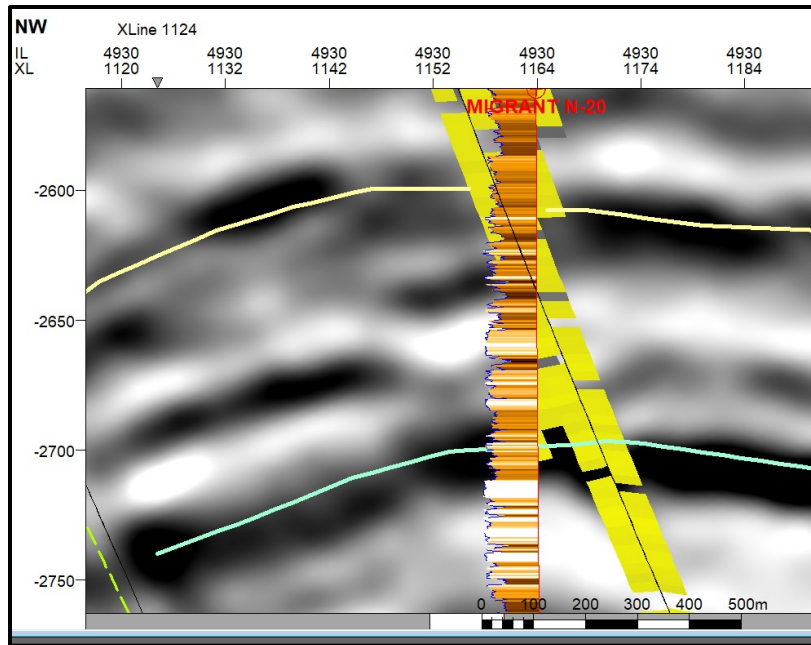 NW
XLine 1124
IL 4930 4930 4930 4930 4930 4930 4930
XL 1120 1132 1142 1152 1164 1174 1184
MIGRANT N-20
-2600
-2650
-2700
-2750
0 100 200 300 400 500m